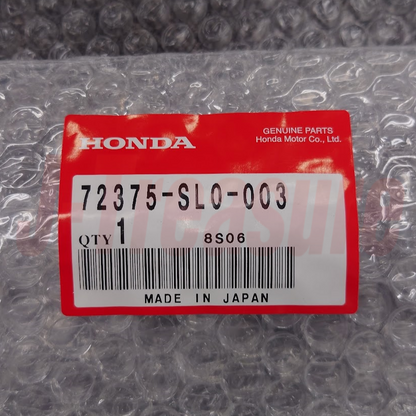 HONDA
GENUINE PARTS
Honda Motor Co., Ltd.
72375-SL0-003
QTY 1
8S06
MADE IN JAPAN